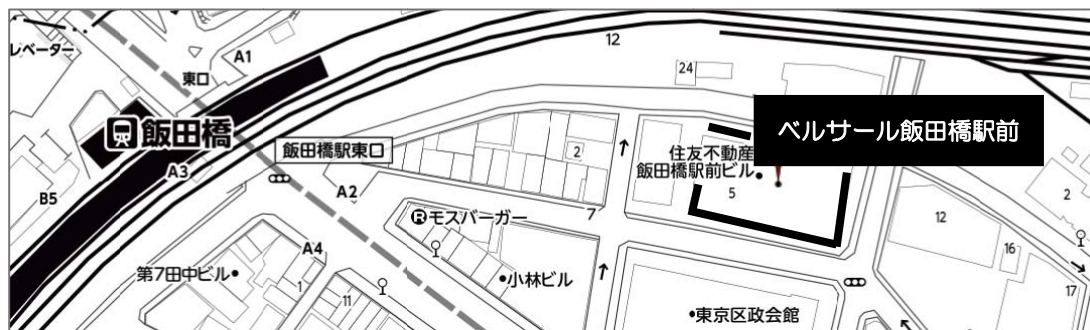 レベーター
A1
東口
12
24
飯田橋
飯田橋駅東口
A3
B5
A2
ベルサール飯田橋駅前
住友不動産
飯田橋駅前ビル
2
5
7
2
12
16
17
モスバーガー
A4
小林ビル
第7田中ビル
1
11
東京区政会館